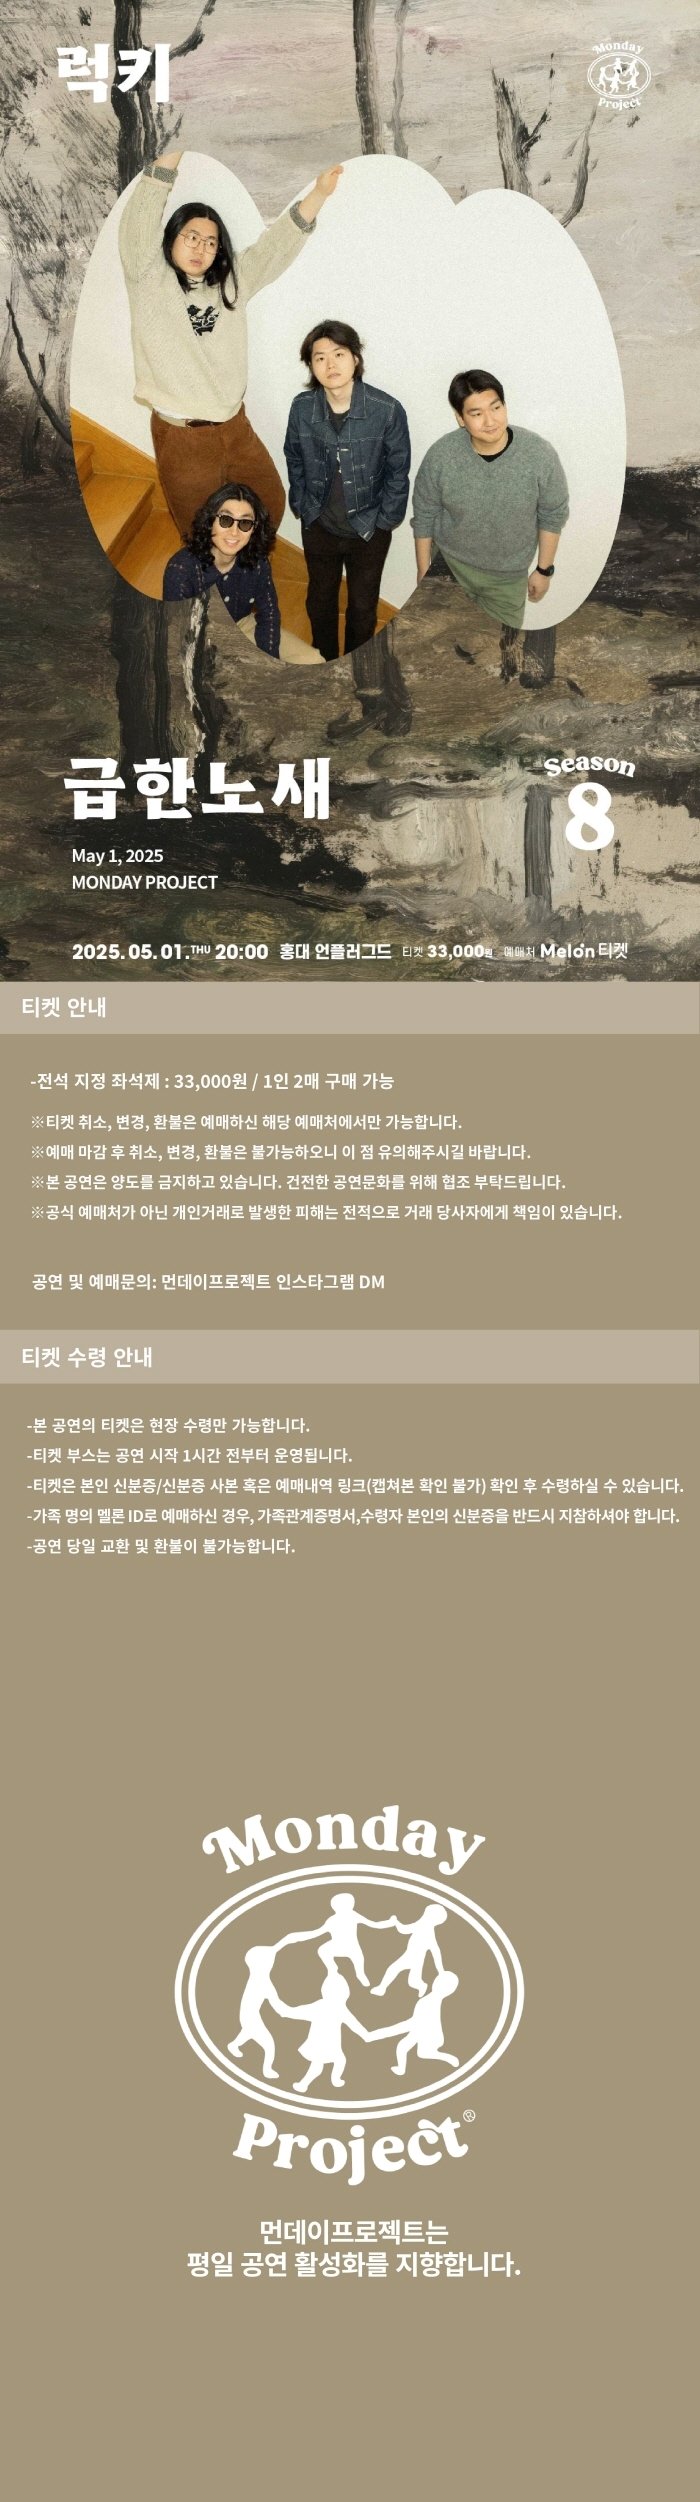 럭키
Monday
Project
급한노새
Season
8
May 1, 2025
MONDAY PROJECT
2025. 05. 01. THU 20:00 홍대 언플러그드 티켓 33,000원 예매처 Melon 티켓
티켓 안내
-전석 지정 좌석제 : 33,000원 / 1인 2매 구매 가능
※티켓 취소, 변경, 환불은 예매하신 해당 예매처에서만 가능합니다.
※예매 마감 후 취소, 변경, 환불은 불가능하오니 이 점 유의해주시길 바랍니다.
※본 공연은 양도를 금지하고 있습니다. 건전한 공연문화를 위해 협조 부탁드립니다.
※공식 예매처가 아닌 개인거래로 발생한 피해는 전적으로 거래 당사자에게 책임이 있습니다.
공연 및 예매문의: 먼데이프로젝트 인스타그램 DM
티켓 수령 안내
-본 공연의 티켓은 현장 수령만 가능합니다.
-티켓 부스는 공연 시작 1시간 전부터 운영됩니다.
-티켓은 본인 신분증/신분증 사본 혹은 예매내역 링크(캡쳐본 확인 불가) 확인 후 수령하실 수 있습니다.
-가족 명의 멜론 ID로 예매하신 경우, 가족관계증명서,수령자 본인의 신분증을 반드시 지참하셔야 합니다.
-공연 당일 교환 및 환불이 불가능합니다.
Monday
Project®
먼데이프로젝트는
평일 공연 활성화를 지향합니다.